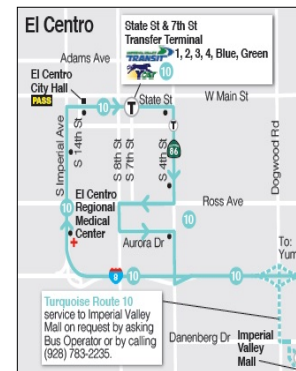 El Centro
State St & 7th St
Transfer Terminal
TRANSIT 1, 2, 3, 4, Blue, Green
10
Adams Ave
El Centro
City Hall
PASS
10
T
State St
W Main St
T
S Imperial Ave
S 14th St
S 8th St
S 7th St
S 4th St
86
Dogwood Rd
Ross Ave
10
El Centro
Regional
Medical
Center
10
Aurora Dr
To:
Yum
8
10
10
Turquoise Route 10
service to Imperial Valley
Mall on request by asking
Bus Operator or by calling
(928) 783-2235.
Danenberg Dr
Imperial
Valley
Mall